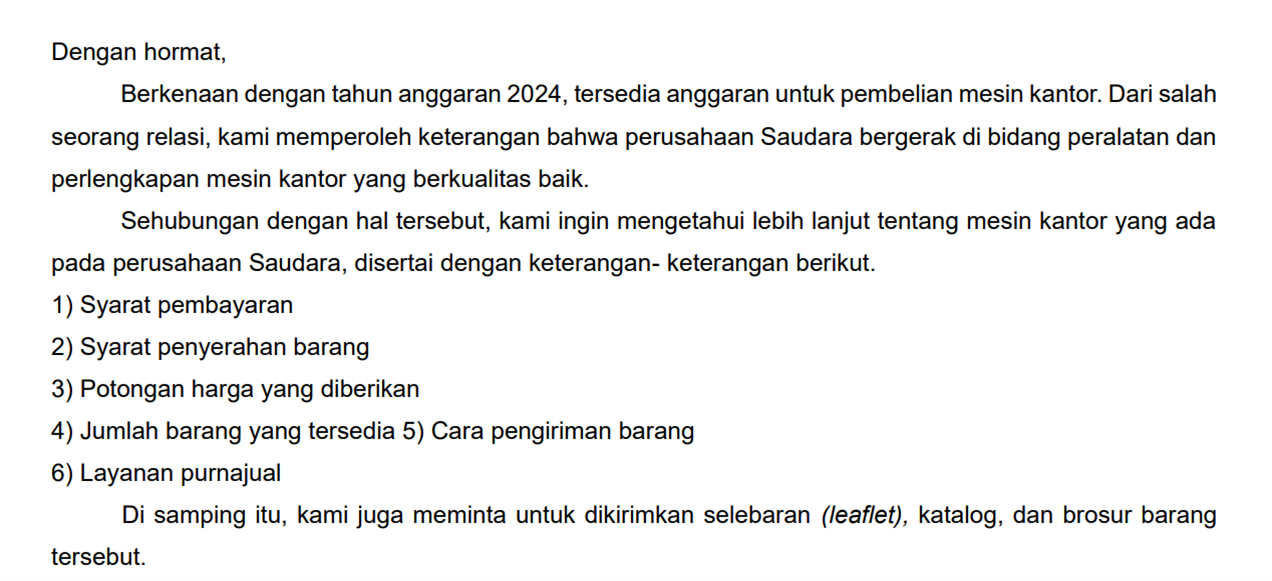 Dengan hormat,
Berkenaan dengan tahun anggaran 2024, tersedia anggaran untuk pembelian mesin kantor. Dari salah
seorang relasi, kami memperoleh keterangan bahwa perusahaan Saudara bergerak di bidang peralatan dan
perlengkapan mesin kantor yang berkualitas baik.
Sehubungan dengan hal tersebut, kami ingin mengetahui lebih lanjut tentang mesin kantor yang ada
pada perusahaan Saudara, disertai dengan keterangan- keterangan berikut.
1) Syarat pembayaran
2) Syarat penyerahan barang
3) Potongan harga yang diberikan
4) Jumlah barang yang tersedia 5) Cara pengiriman barang
6) Layanan purnajual
Di samping itu, kami juga meminta untuk dikirimkan selebaran (leaflet), katalog, dan brosur barang
tersebut.